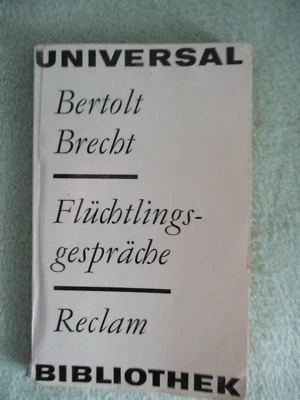 UNIVERSAL
Bertolt
Brecht
Flüchtlings-
gespräche
Reclam
BIBLIOTHEK